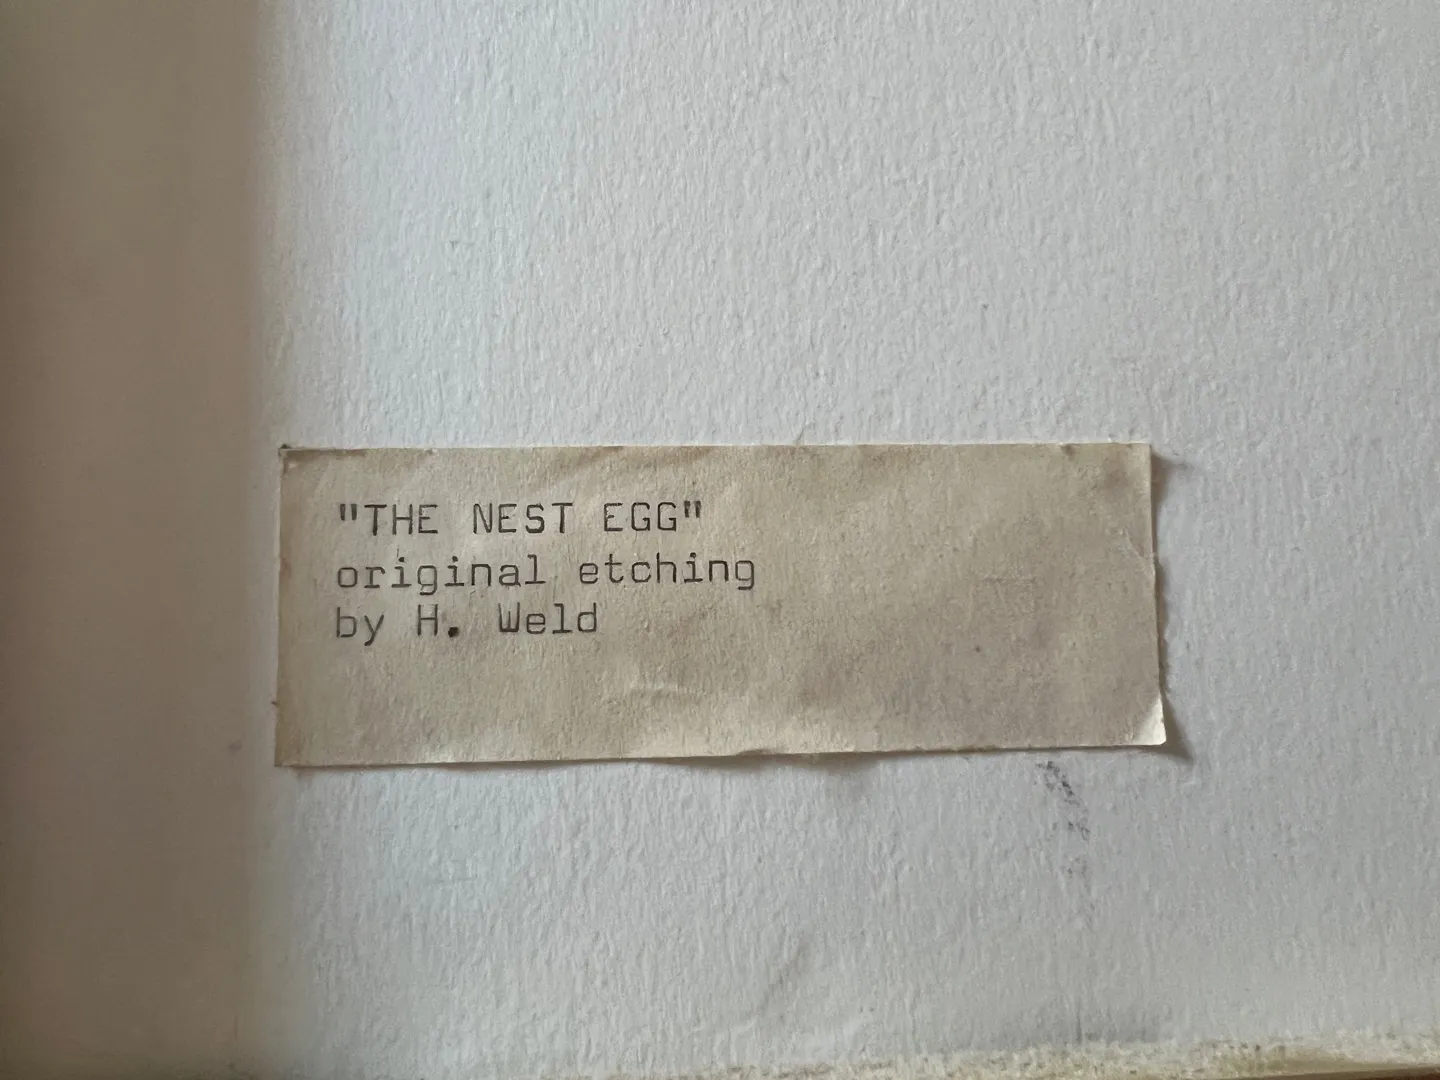 "THE NEST EGG"
original etching
by H. Weld